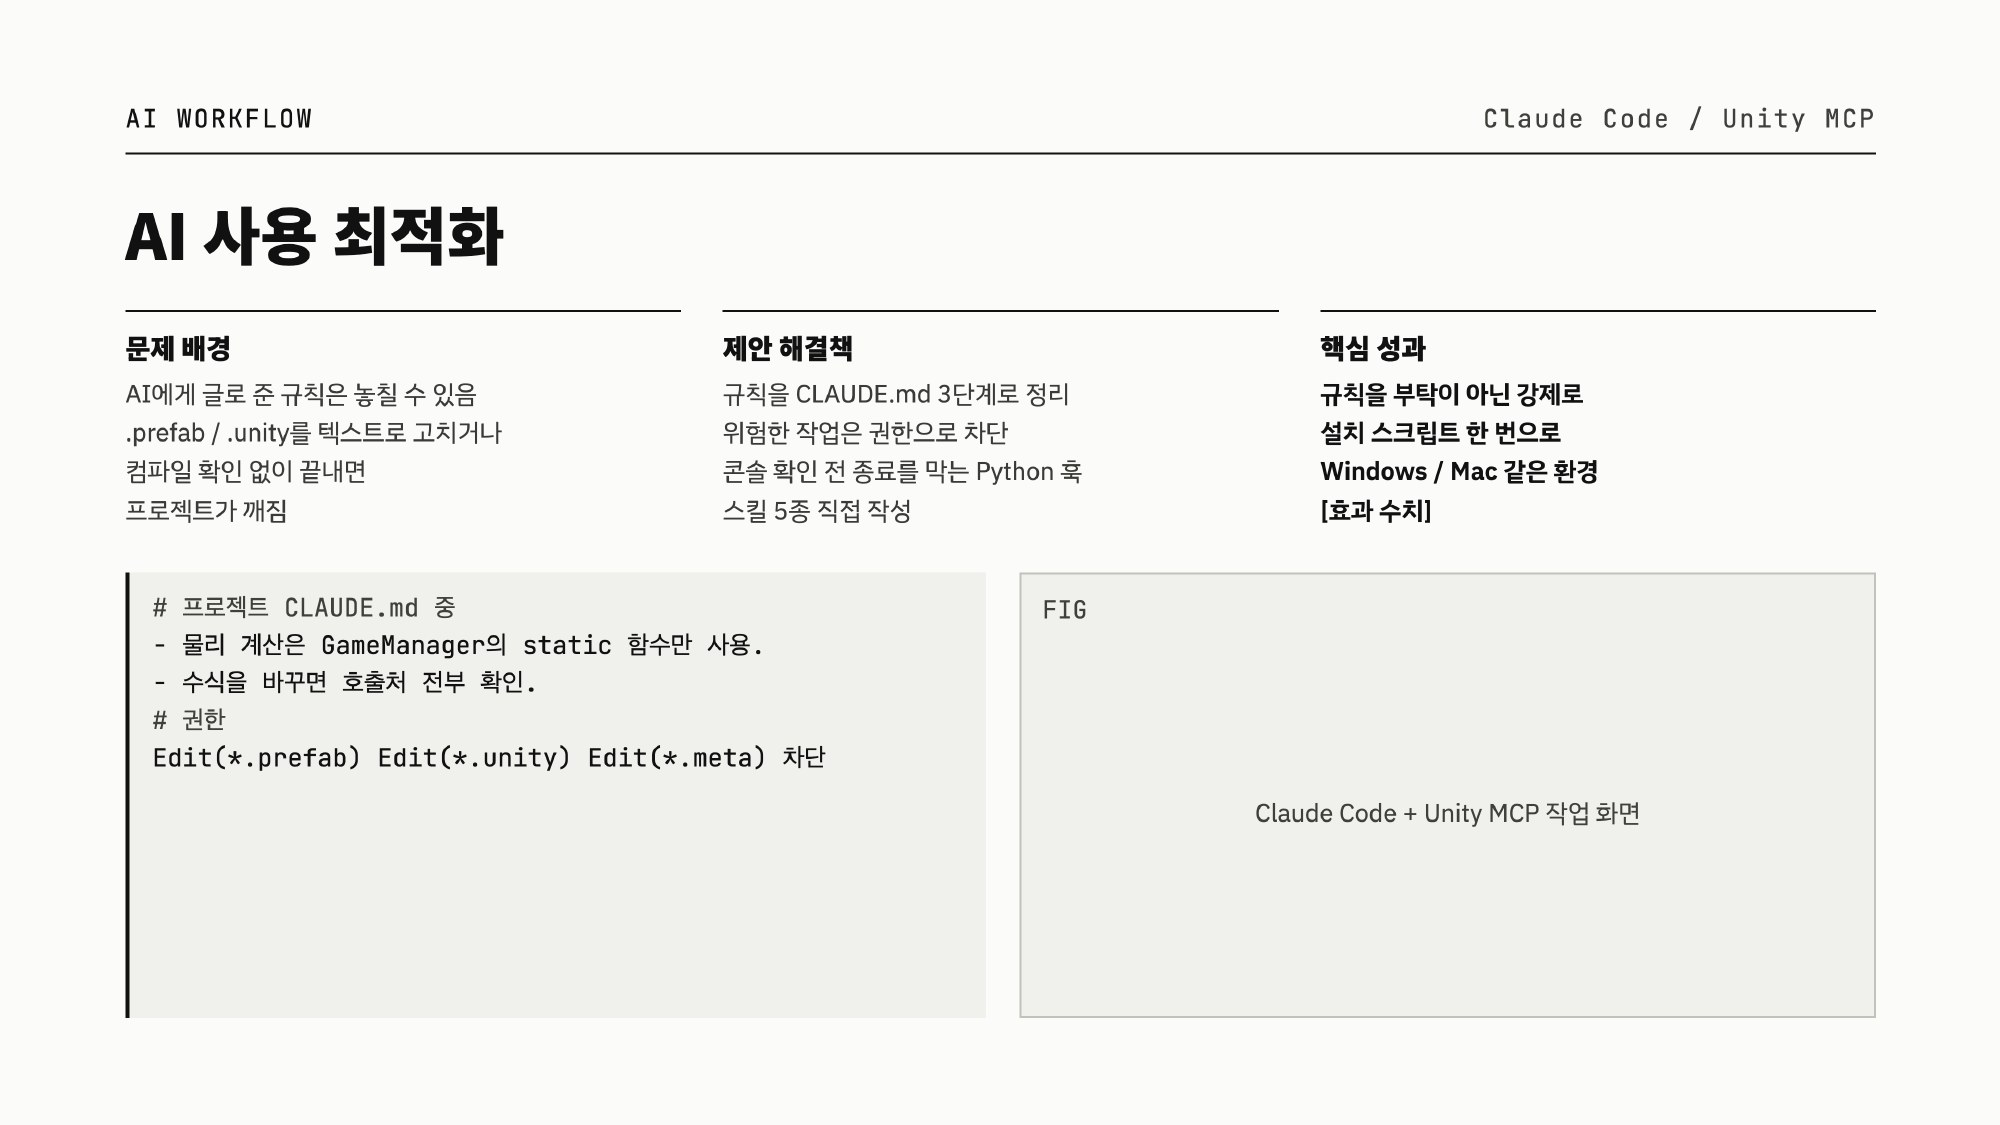 AI WORKFLOW
Claude Code / Unity MCP
AI 사용 최적화
문제 배경
AI에게 글로 준 규칙은 놓칠 수 있음
.prefab / .unity를 텍스트로 고치거나
컴파일 확인 없이 끝내면
프로젝트가 깨짐
제안 해결책
규칙을 CLAUDE.md 3단계로 정리
위험한 작업은 권한으로 차단
콘솔 확인 전 종료를 막는 Python 훅
스킬 5종 직접 작성
핵심 성과
규칙을 부탁이 아닌 강제로
설치 스크립트 한 번으로
Windows / Mac 같은 환경
[효과 수치]
# 프로젝트 CLAUDE.md 중
- 물리 계산은 GameManager의 static 함수만 사용.
- 수식을 바꾸면 호출처 전부 확인.
# 권한
Edit(*.prefab) Edit(*.unity) Edit(*.meta) 차단
FIG
Claude Code + Unity MCP 작업 화면